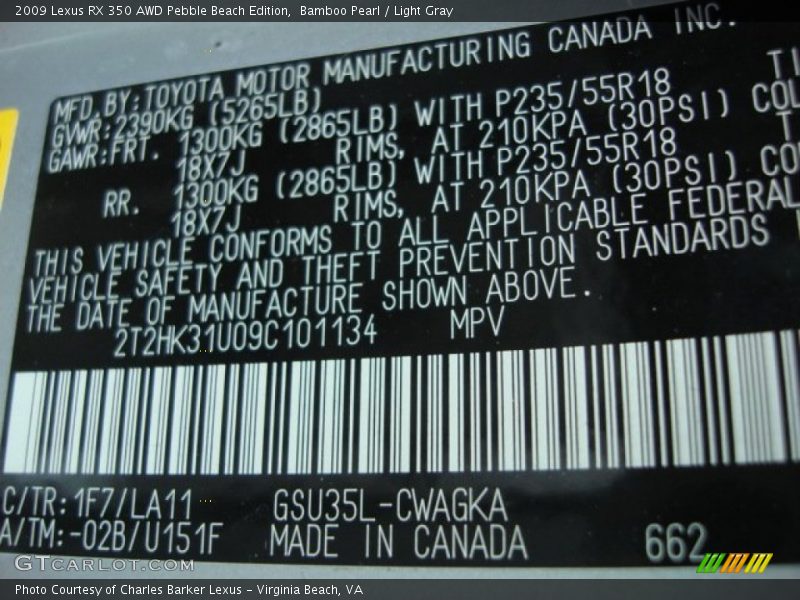 2009 Lexus RX 350 AWD Pebble Beach Edition,  Bamboo Pearl / Light Gray
MFD. BY:TOYOTA MOTOR MANUFACTURING CANADA INC.
GVWR:2390KG (5265LB)
GAWR:FRT. 1300KG (2865LB) WITH P235/55R18 TI
18X7J RIMS, AT 210KPA (30PSI) COL
RR. 1300KG (2865LB) WITH P235/55R18 T
18X7J RIMS, AT 210KPA (30PSI) CO
THIS VEHICLE CONFORMS TO ALL APPLICABLE FEDERAL
VEHICLE SAFETY AND THEFT PREVENTION STANDARDS
THE DATE OF MANUFACTURE SHOWN ABOVE.
2T2HK31U09C101134 MPV
C/TR:1F7/LA11 GSU35L-CWAGKA
A/TM:-02B/U151F MADE IN CANADA 662
GTCARLOT.COM
Photo Courtesy of Charles Barker Lexus - Virginia Beach, VA